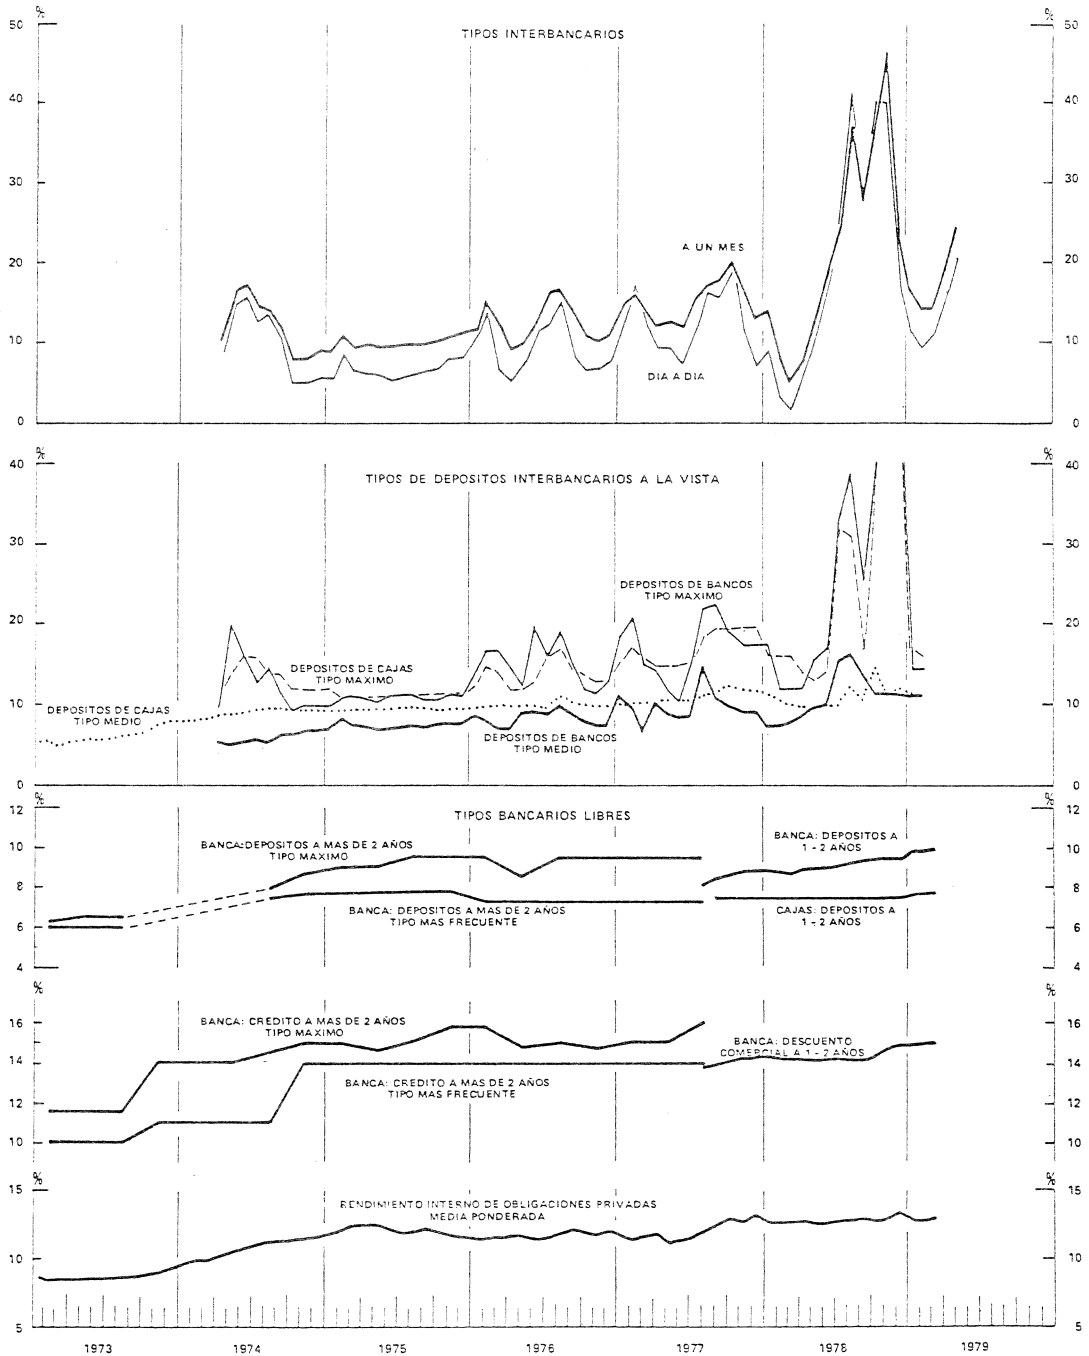 % %
50 50
TIPOS INTERBANCARIOS
40 40
30 30
A UN MES
20 20
10 10
DIA A DIA
0 0
% %
40 40
TIPOS DE DEPOSITOS INTERBANCARIOS A LA VISTA
30 30
DEPOSITOS DE BANCOS
TIPO MAXIMO
20 20
DEPOSITOS DE CAJAS
TIPO MAXIMO
10 10
DEPOSITOS DE CAJAS
TIPO MEDIO
DEPOSITOS DE BANCOS
TIPO MEDIO
0 0
% %
12 12
TIPOS BANCARIOS LIBRES
BANCA: DEPOSITOS A MAS DE 2 AÑOS
TIPO MAXIMO
BANCA: DEPOSITOS A
1 - 2 AÑOS
10 10
8 8
BANCA: DEPOSITOS A MAS DE 2 AÑOS
TIPO MAS FRECUENTE
CAJAS: DEPOSITOS A
1 - 2 AÑOS
6 6
4 4
% %
16 16
BANCA: CREDITO A MAS DE 2 AÑOS
TIPO MAXIMO
BANCA: DESCUENTO
COMERCIAL A 1 - 2 AÑOS
14 14
BANCA: CREDITO A MAS DE 2 AÑOS
TIPO MAS FRECUENTE
12 12
10 10
% %
15 15
RENDIMIENTO INTERNO DE OBLIGACIONES PRIVADAS
MEDIA PONDERADA
10 10
5 5
1973 1974 1975 1976 1977 1978 1979